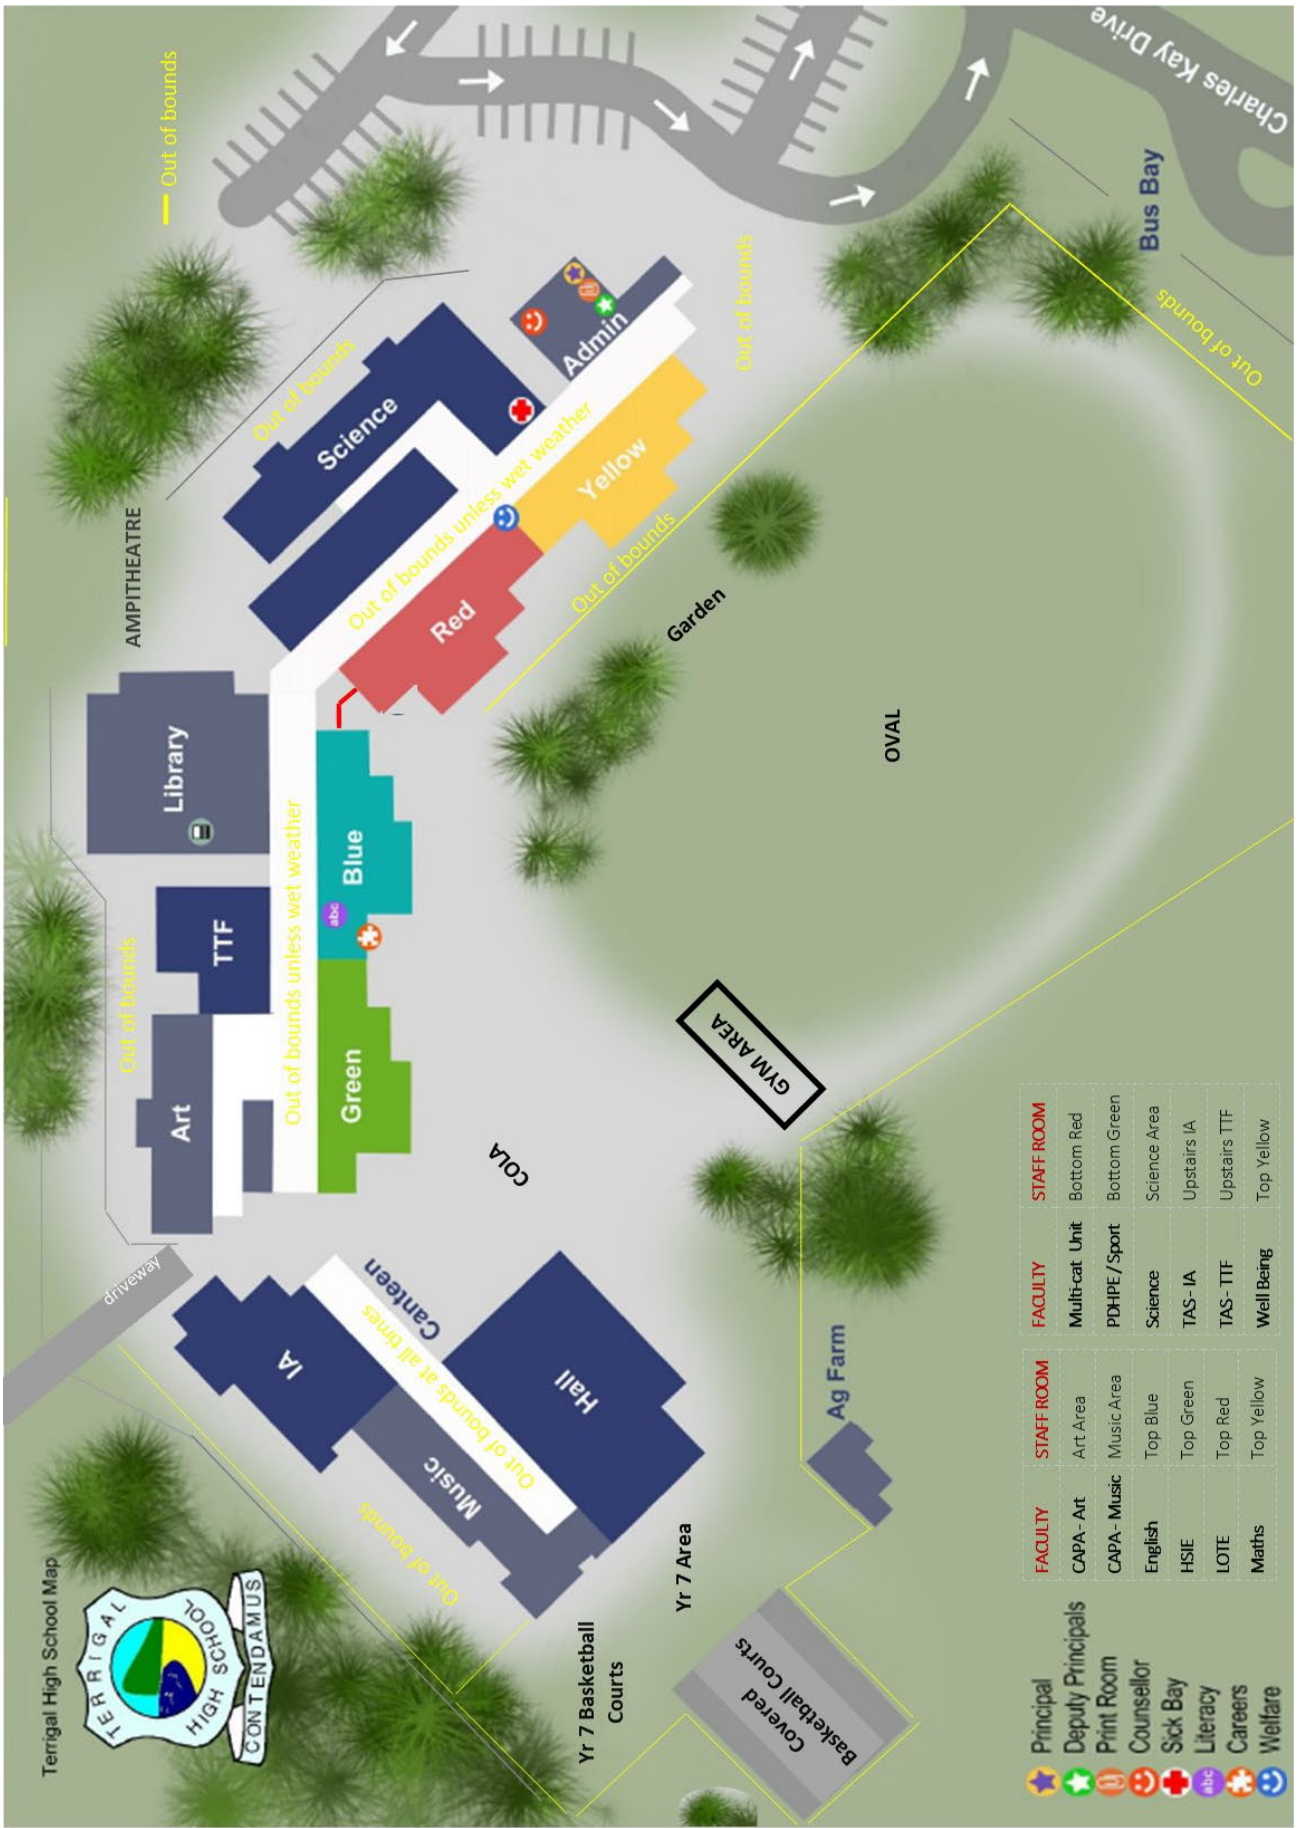 Terrigal High School Map
TERRIGAL
HIGH SCHOOL
CONTENDAMUS
Out of bounds
Charles Kay Drive
Bus Bay
Out of bounds
Out of bounds
Out of bounds
Out of bounds
Out of bounds unless wet weather
AMPITHEATRE
Science
Admin
Yellow
Red
Garden
OVAL
Library
TTF
Art
Blue
abc
Green
Out of bounds unless wet weather
Out of bounds
driveway
COLA
GYM AREA
Canteen
IA
Music
Hall
Out of bounds at all times
Out of bounds
Ag Farm
Yr 7 Area
Yr 7 Basketball
Courts
Covered
Basketball Courts
Principal
Deputy Principals
Print Room
Counsellor
Sick Bay
abc Literacy
Careers
Welfare
FACULTY STAFF ROOM FACULTY STAFF ROOM
CAPA - Art Art Area Multi-cat Unit Bottom Red
CAPA - Music Music Area PDHPE / Sport Bottom Green
English Top Blue Science Science Area
HSIE Top Green TAS - IA Upstairs IA
LOTE Top Red TAS - TTF Upstairs TTF
Maths Top Yellow Well Being Top Yellow